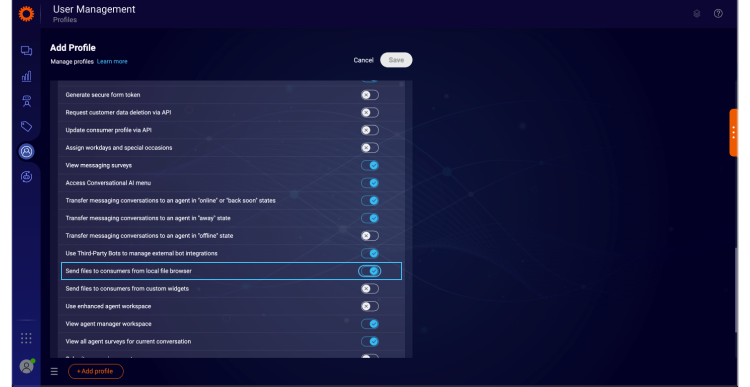 User Management
Profiles
Add Profile
Manage profiles Learn more
Cancel Save
Generate secure form token
Request customer data deletion via API
Update consumer profile via API
Assign workdays and special occasions
View messaging surveys
Access Conversational AI menu
Transfer messaging conversations to an agent in "online" or "back soon" states
Transfer messaging conversations to an agent in "away" state
Transfer messaging conversations to an agent in "offline" state
Use Third-Party Bots to manage external bot integrations
Send files to consumers from local file browser
Send files to consumers from custom widgets
Use enhanced agent workspace
View agent manager workspace
View all agent surveys for current conversation
+Add profile